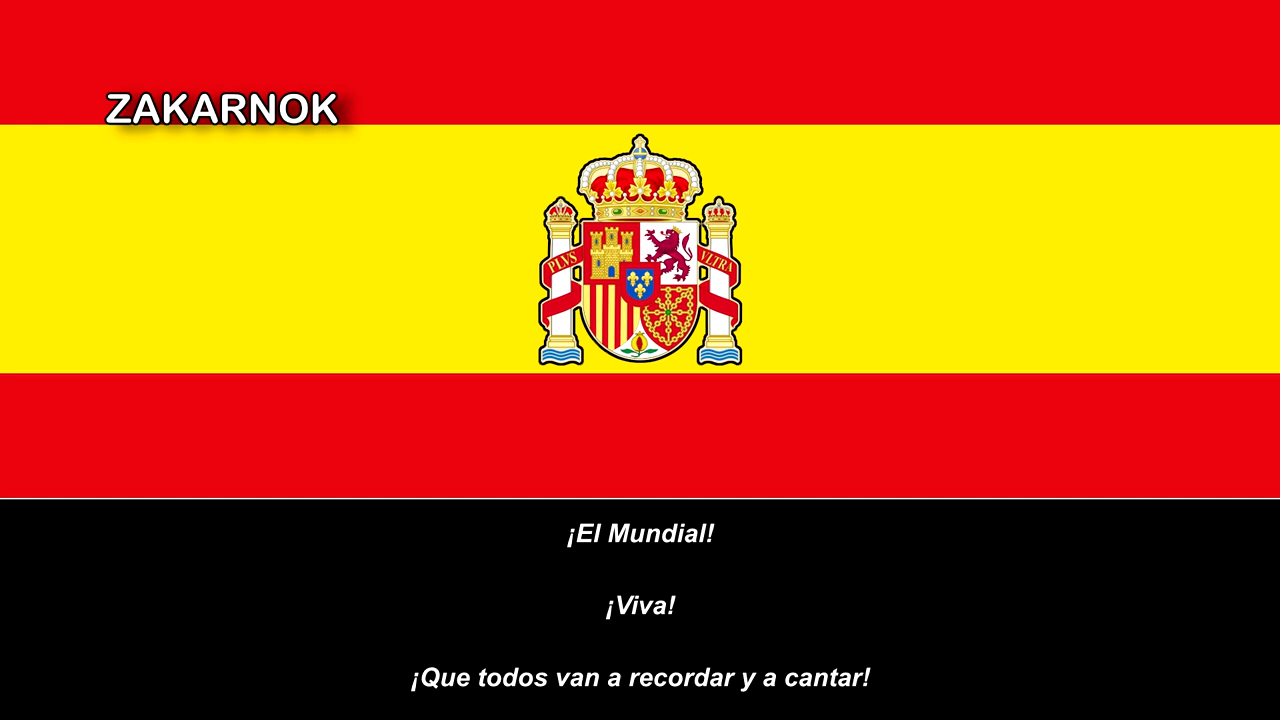 ZAKARNOK
PLVS VLTRA
¡El Mundial!
¡Viva!
¡Que todos van a recordar y a cantar!